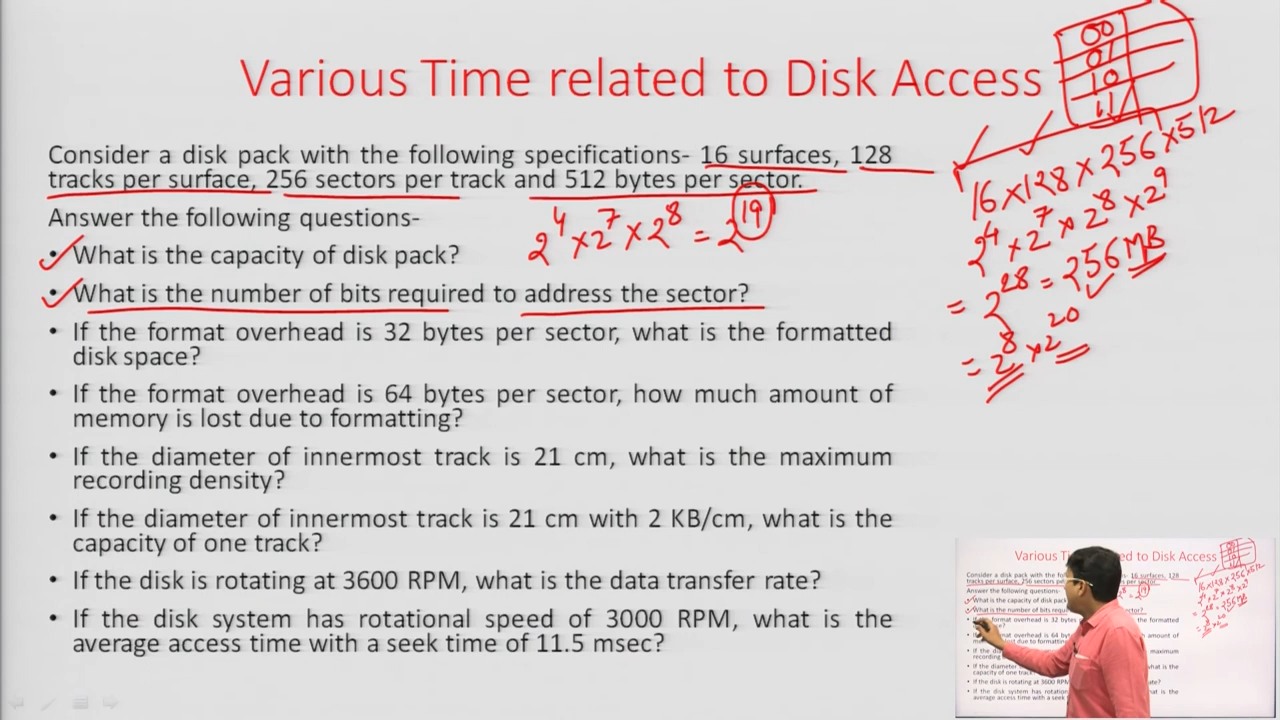 Various Time related to Disk Access
00
01
10
11
Consider a disk pack with the following specifications- 16 surfaces, 128
tracks per surface, 256 sectors per track and 512 bytes per sector.
Answer the following questions-
2^4 × 2^7 × 2^8 = 2^19
• What is the capacity of disk pack?
• What is the number of bits required to address the sector?
• If the format overhead is 32 bytes per sector, what is the formatted
disk space?
• If the format overhead is 64 bytes per sector, how much amount of
memory is lost due to formatting?
• If the diameter of innermost track is 21 cm, what is the maximum
recording density?
• If the diameter of innermost track is 21 cm with 2 KB/cm, what is the
capacity of one track?
• If the disk is rotating at 3600 RPM, what is the data transfer rate?
• If the disk system has rotational speed of 3000 RPM, what is the
average access time with a seek time of 11.5 msec?
16×128×256×512
2^4 × 2^7 × 2^8 × 2^9
= 2^28 = 256 MB
= 2^8 × 2^20